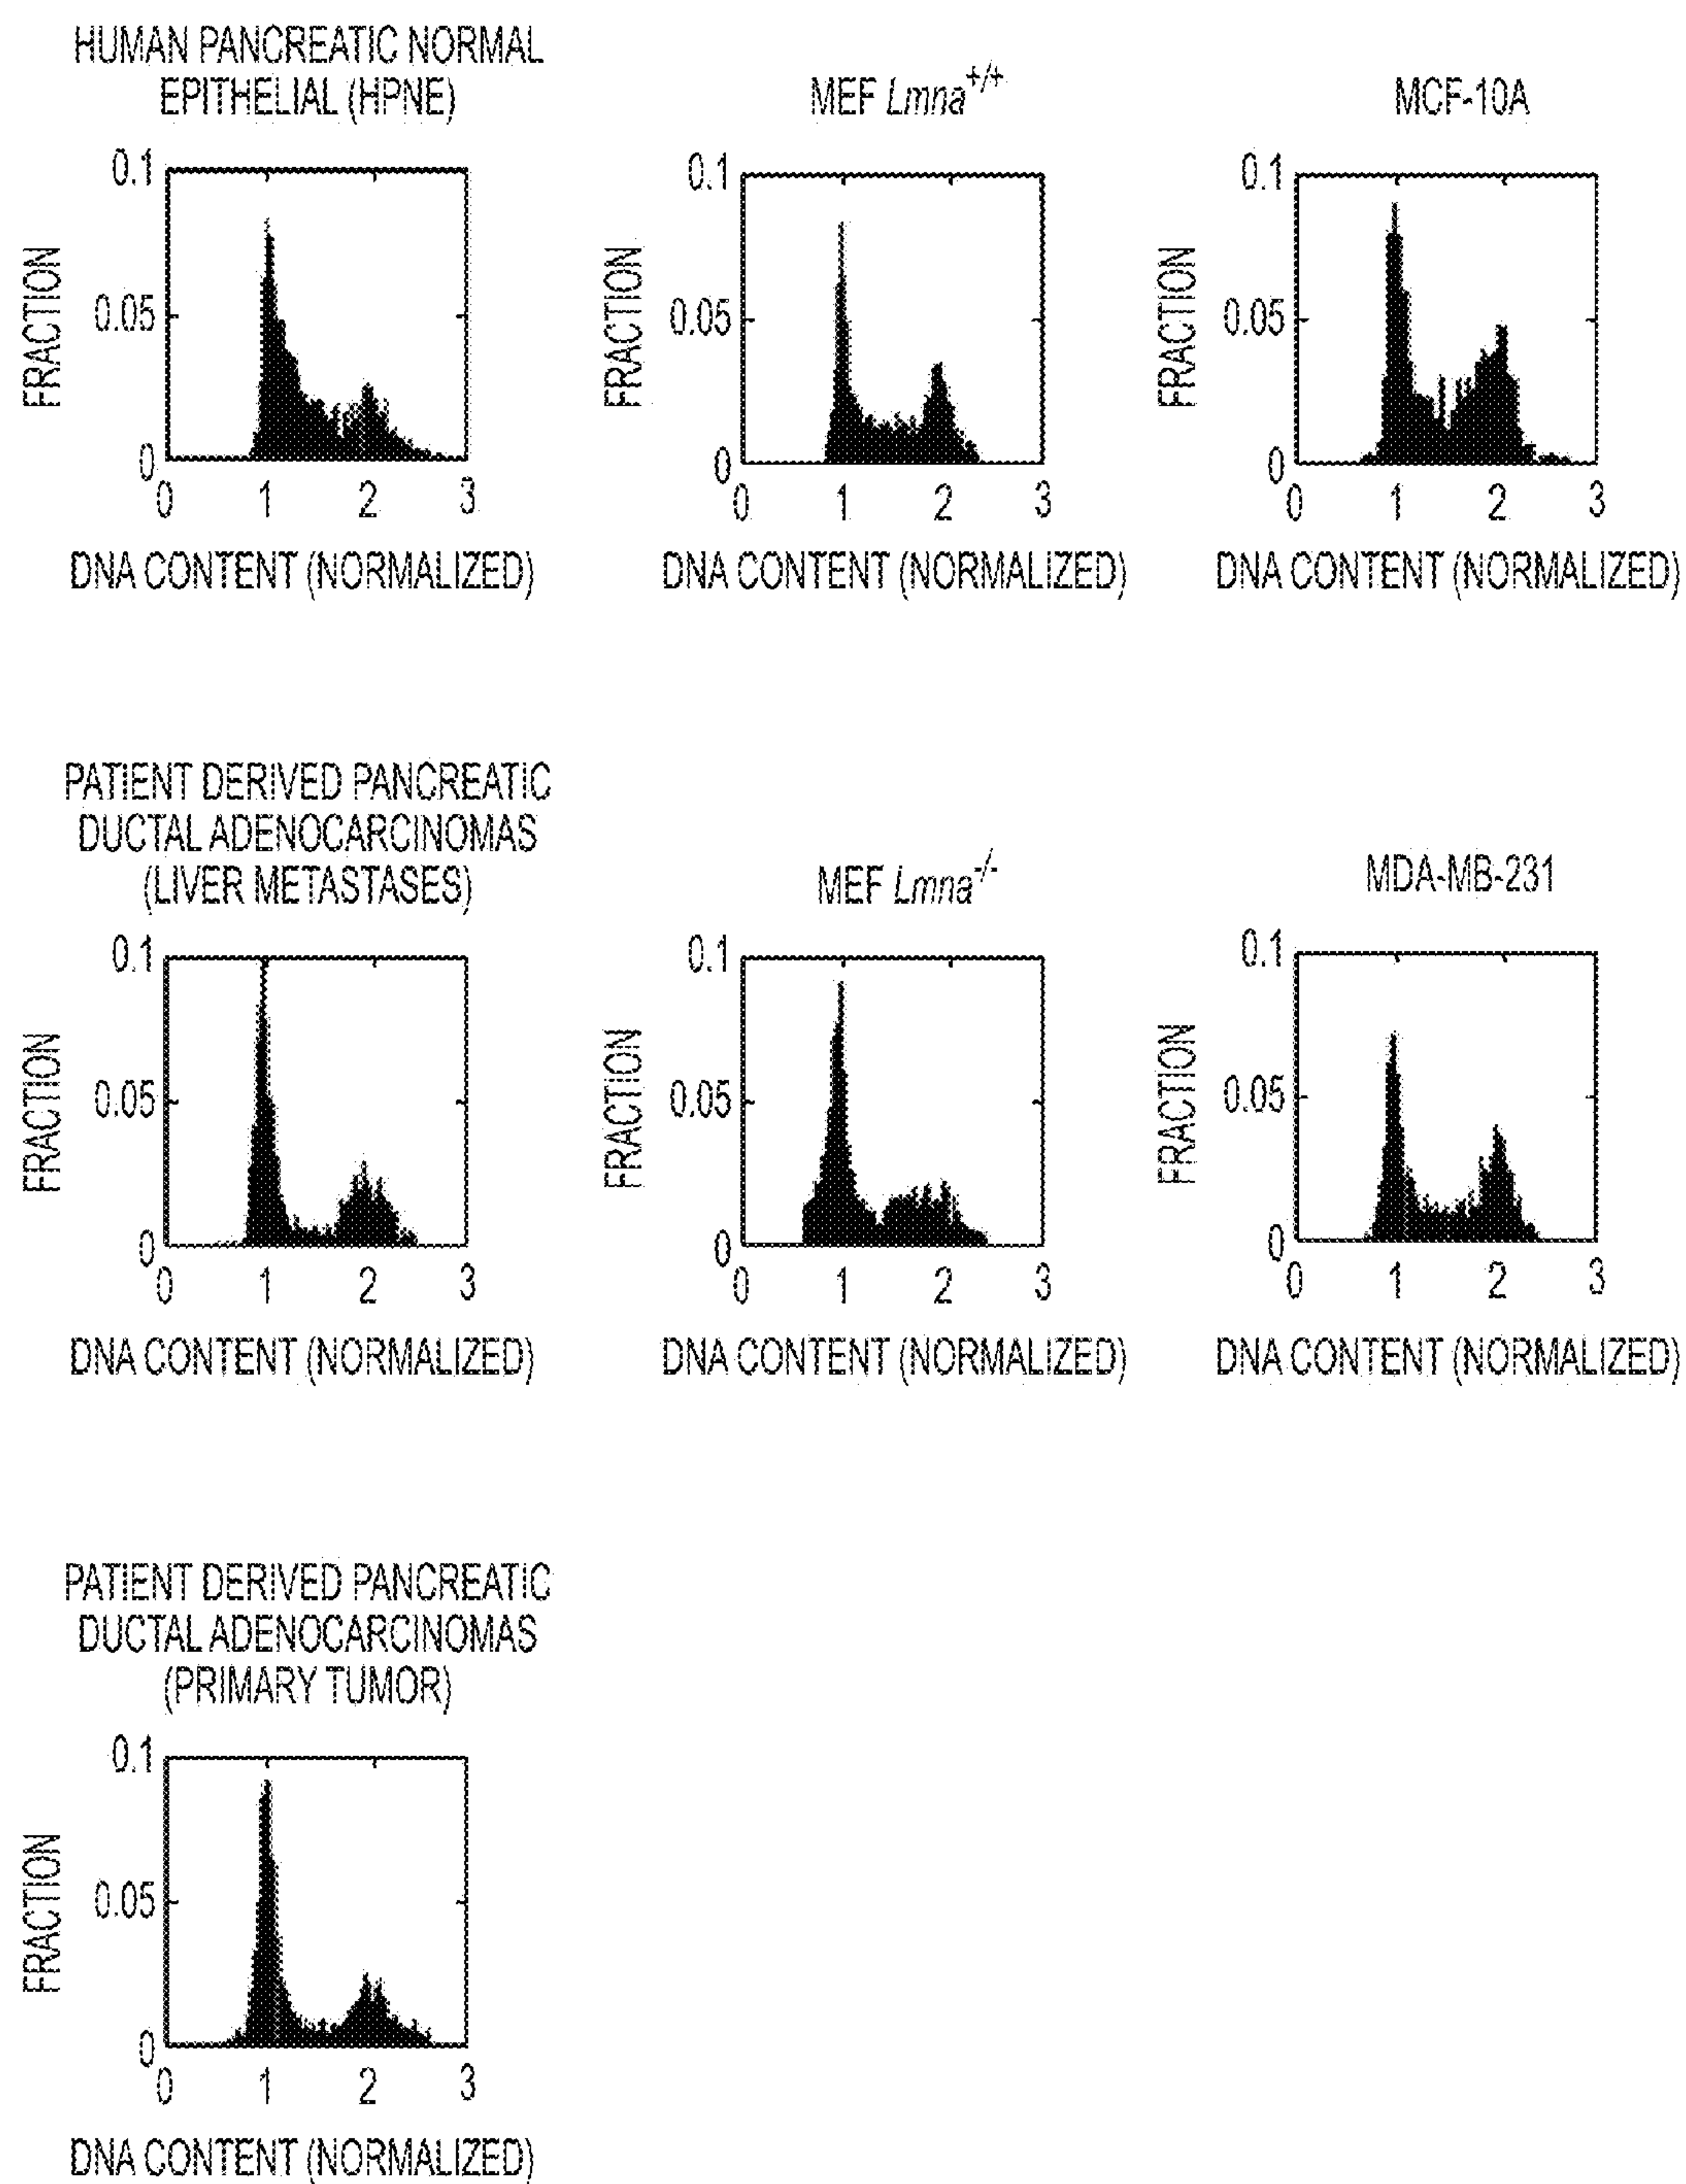 HUMAN PANCREATIC NORMAL
EPITHELIAL (HPNE)
0.1
0.05
0
FRACTION
0 1 2 3
DNA CONTENT (NORMALIZED)
MEF Lmna+/+
0.1
0.05
0
FRACTION
0 1 2 3
DNA CONTENT (NORMALIZED)
MCF-10A
0.1
0.05
0
FRACTION
0 1 2 3
DNA CONTENT (NORMALIZED)
PATIENT DERIVED PANCREATIC
DUCTAL ADENOCARCINOMAS
(LIVER METASTASES)
0.1
0.05
0
FRACTION
0 1 2 3
DNA CONTENT (NORMALIZED)
MEF Lmna-/-
0.1
0.05
0
FRACTION
0 1 2 3
DNA CONTENT (NORMALIZED)
MDA-MB-231
0.1
0.05
0
FRACTION
0 1 2 3
DNA CONTENT (NORMALIZED)
PATIENT DERIVED PANCREATIC
DUCTAL ADENOCARCINOMAS
(PRIMARY TUMOR)
0.1
0.05
0
FRACTION
0 1 2 3
DNA CONTENT (NORMALIZED)